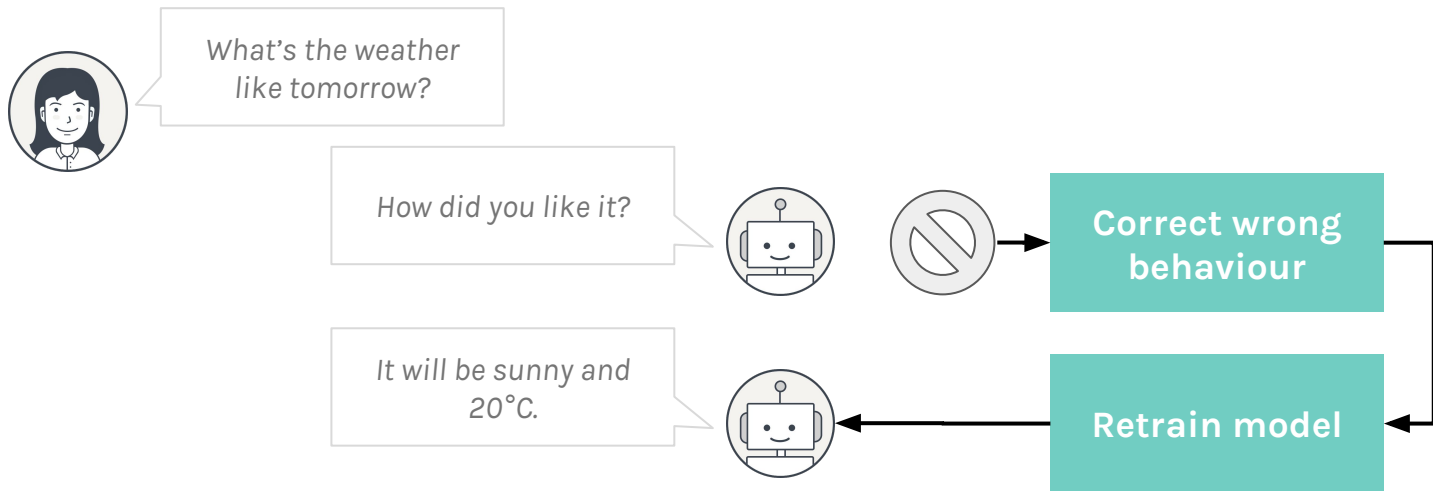 What’s the weather
like tomorrow?
How did you like it?
Correct wrong
behaviour
It will be sunny and
20°C.
Retrain model